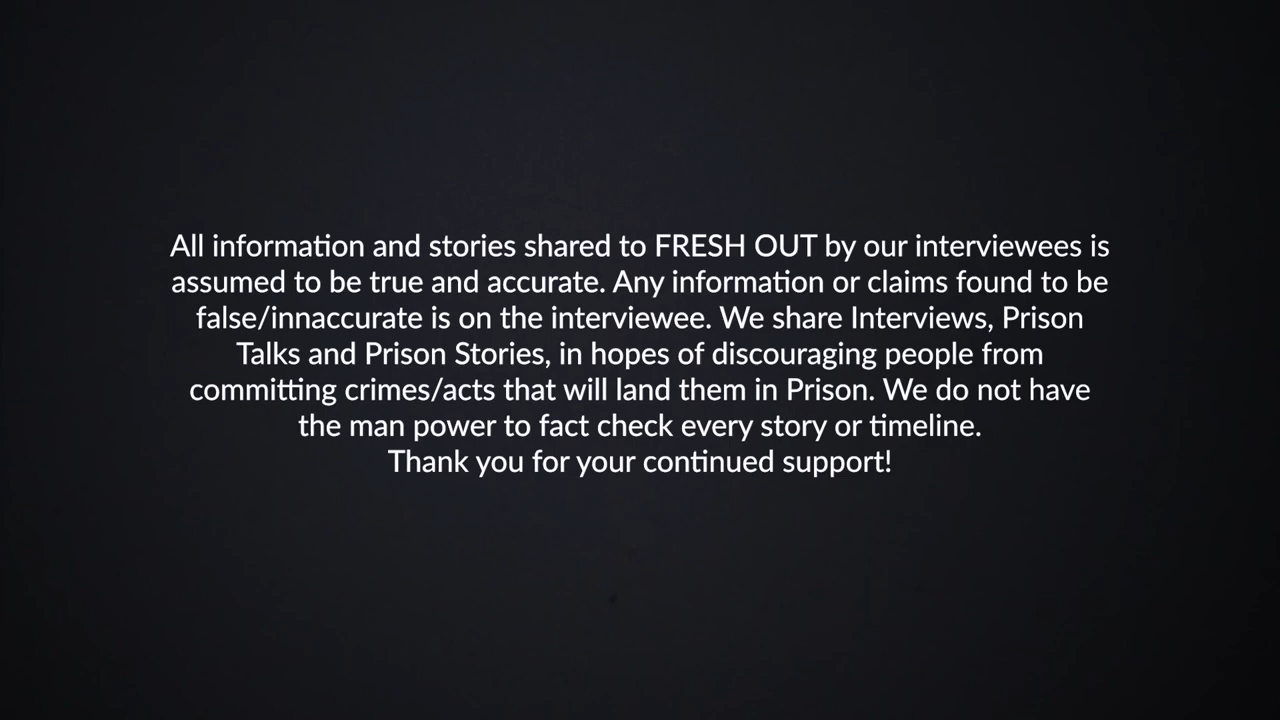 All information and stories shared to FRESH OUT by our interviewees is
assumed to be true and accurate. Any information or claims found to be
false/innaccurate is on the interviewee. We share Interviews, Prison
Talks and Prison Stories, in hopes of discouraging people from
committing crimes/acts that will land them in Prison. We do not have
the man power to fact check every story or timeline.
Thank you for your continued support!